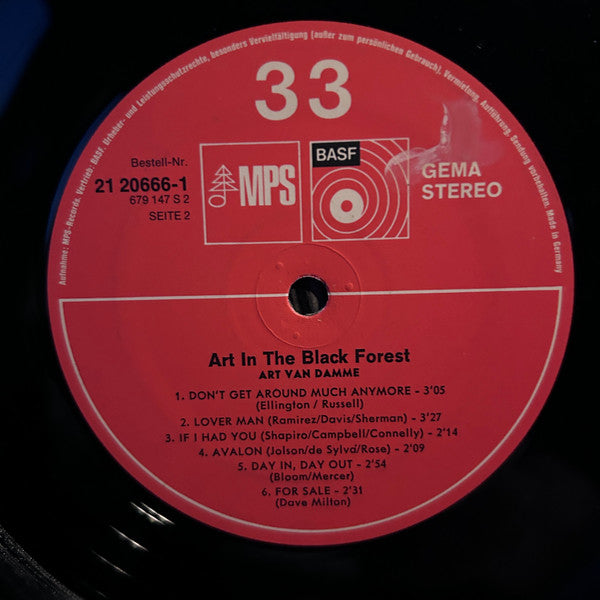 Aufnahme: MPS-Records. Vertrieb: BASF. Urheber- und Leistungsschutzrechte, besonders Vervielfältigung (außer zum persönlichen Gebrauch), Vermietung, Aufführung, Sendung vorbehalten. Made in Germany
33
Bestell-Nr.
21 20666-1
679 147 S 2
SEITE 2
MPS
BASF
GEMA
STEREO
Art In The Black Forest
ART VAN DAMME
1. DON'T GET AROUND MUCH ANYMORE - 3'05
(Ellington / Russell)
2. LOVER MAN (Ramirez/Davis/Sherman) - 3'27
3. IF I HAD YOU (Shapiro/Campbell/Connelly) - 2'14
4. AVALON (Jolson/de Sylva/Rose) - 2'09
5. DAY IN, DAY OUT - 2'54
(Bloom/Mercer)
6. FOR SALE - 2'31
(Dave Milton)